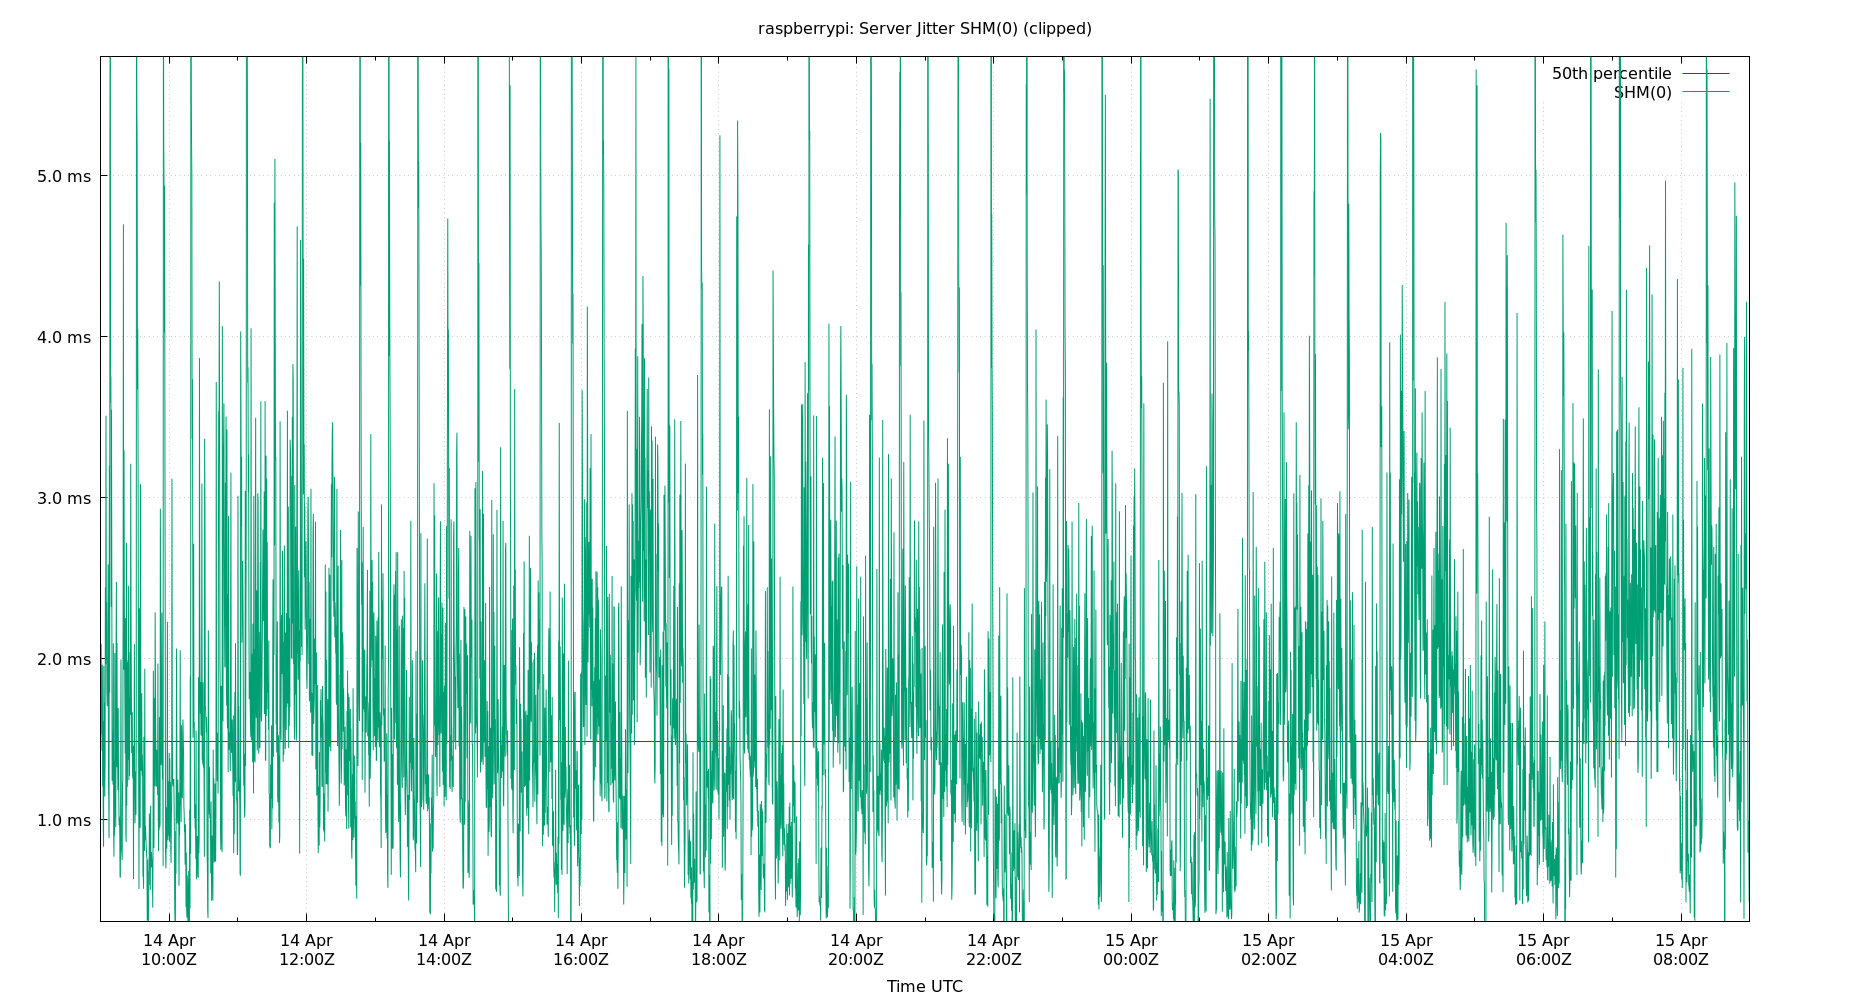 raspberrypi: Server Jitter SHM(0) (clipped)
50th percentile
SHM(0)
5.0 ms
4.0 ms
3.0 ms
2.0 ms
1.0 ms
14 Apr 14 Apr 14 Apr 14 Apr 14 Apr 14 Apr 14 Apr 15 Apr 15 Apr 15 Apr 15 Apr 15 Apr
10:00Z 12:00Z 14:00Z 16:00Z 18:00Z 20:00Z 22:00Z 00:00Z 02:00Z 04:00Z 06:00Z 08:00Z
Time UTC